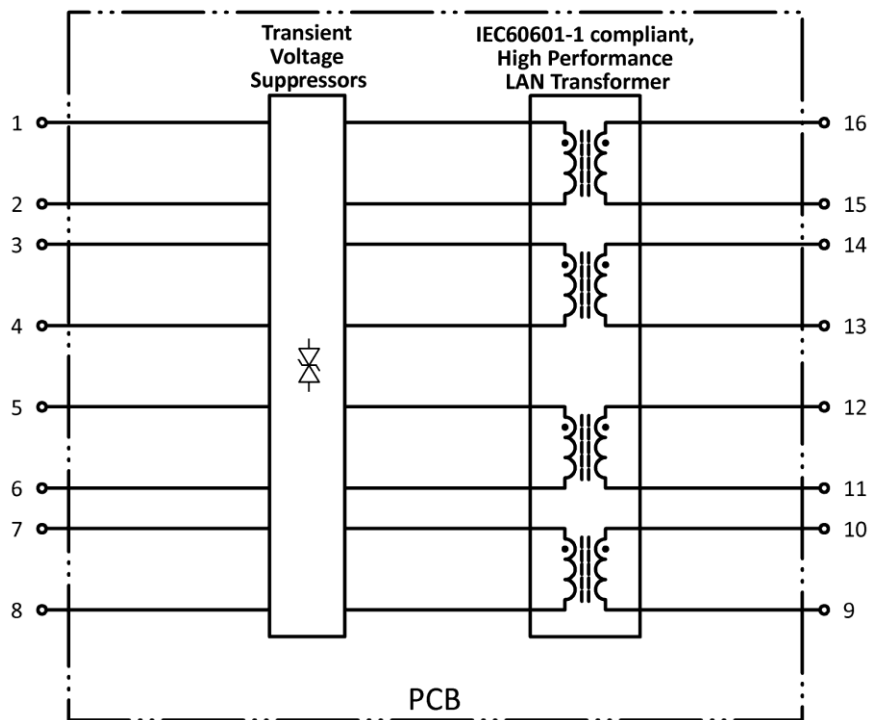 Transient
Voltage
Suppressors
IEC60601-1 compliant,
High Performance
LAN Transformer
1
16
2
15
3
14
4
13
5
12
6
11
7
10
8
9
PCB